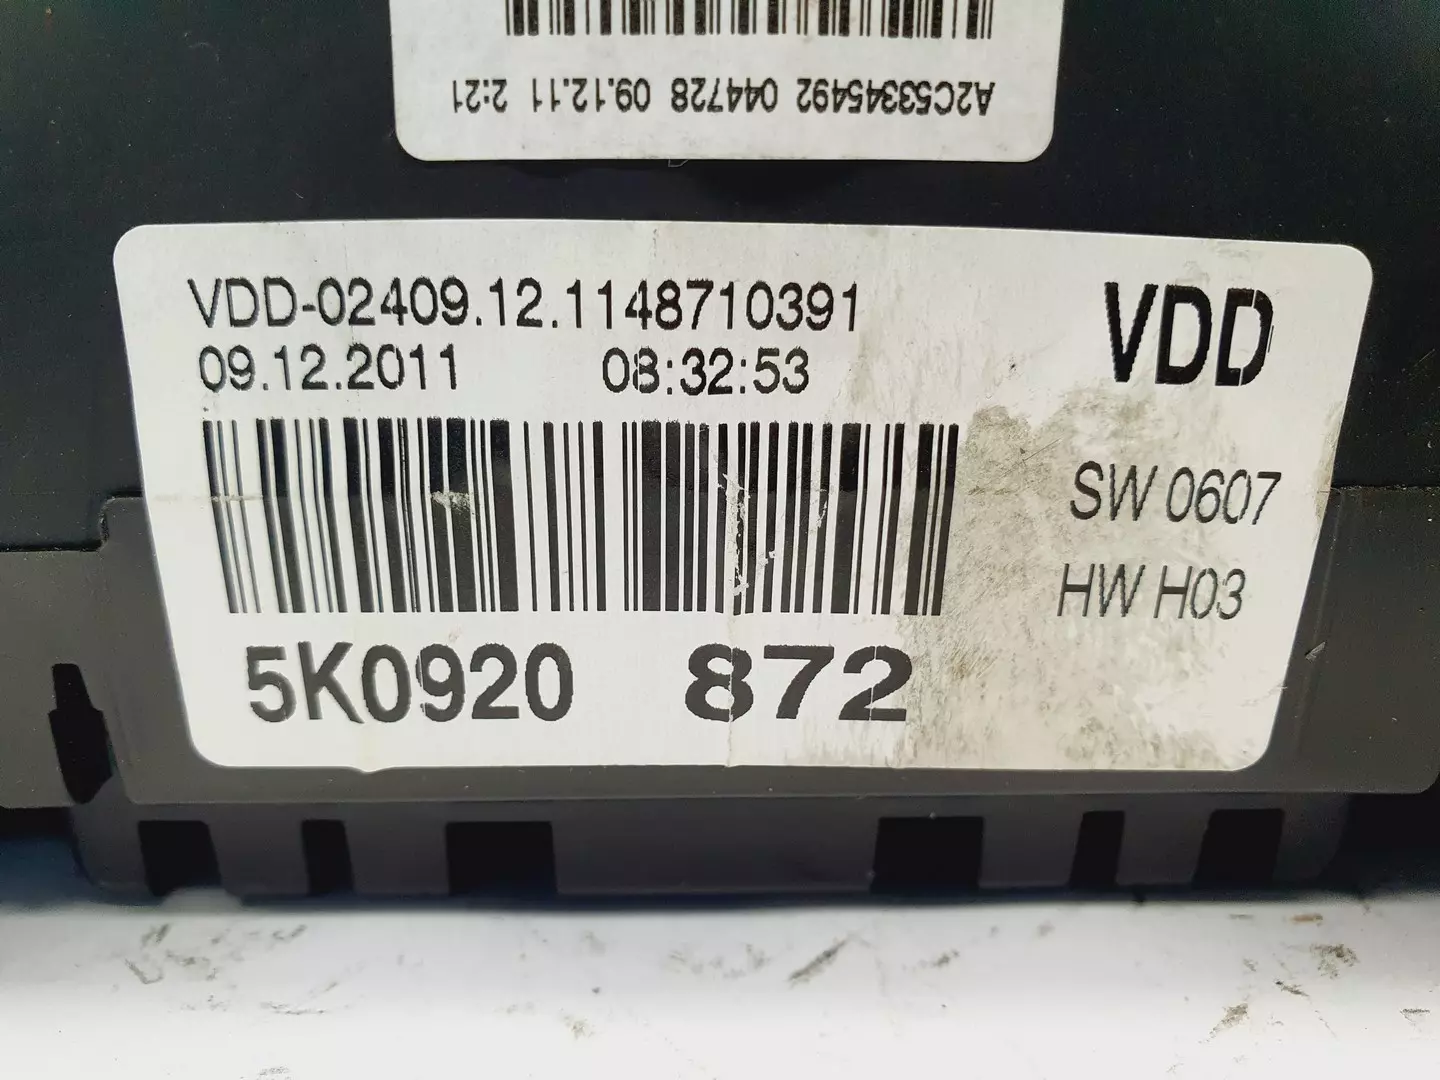 A2C53345492 044728 09.12.11 2:21
VDD-02409.12.1148710391
09.12.2011 08:32:53
VDD
SW 0607
HW H03
5K0920 872